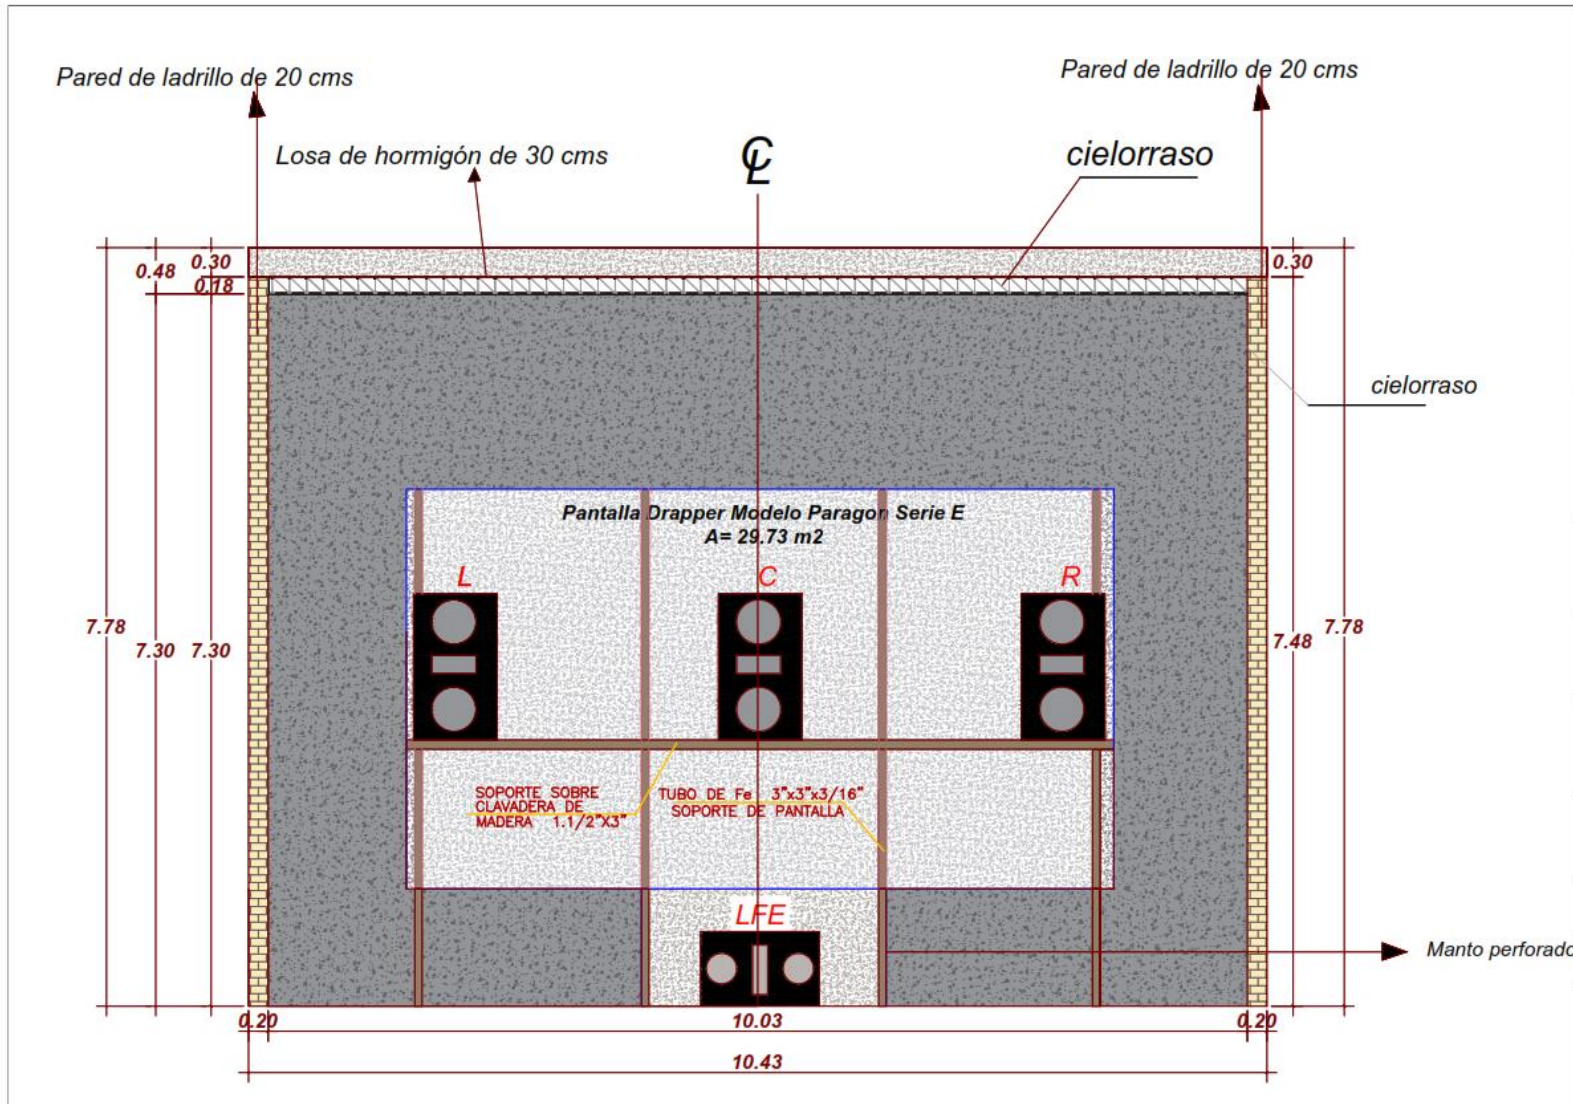 Pared de ladrillo de 20 cms
Pared de ladrillo de 20 cms
Losa de hormigón de 30 cms
℄
cielorraso
0.48
0.30
0.18
0.30
cielorraso
Pantalla Drapper Modelo Paragon Serie E
A= 29.73 m2
L
C
R
7.78
7.30
7.30
7.48
7.78
SOPORTE SOBRE
CLAVADERA DE
MADERA 1.1/2"X3"
TUBO DE Fe 3"x3"x3/16"
SOPORTE DE PANTALLA
LFE
Manto perforado
0.20
10.03
0.20
10.43